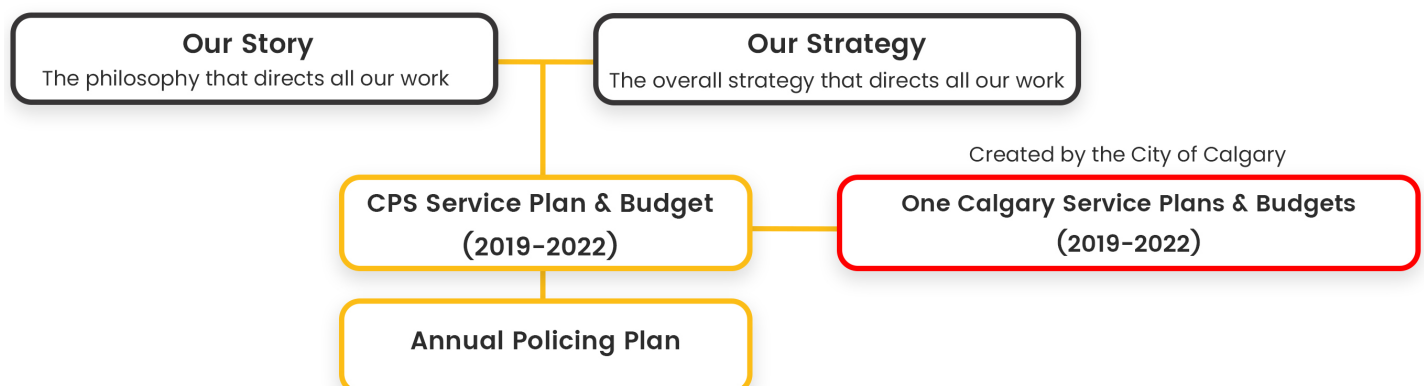 Our Story
The philosophy that directs all our work
Our Strategy
The overall strategy that directs all our work
Created by the City of Calgary
CPS Service Plan & Budget
(2019-2022)
One Calgary Service Plans & Budgets
(2019-2022)
Annual Policing Plan